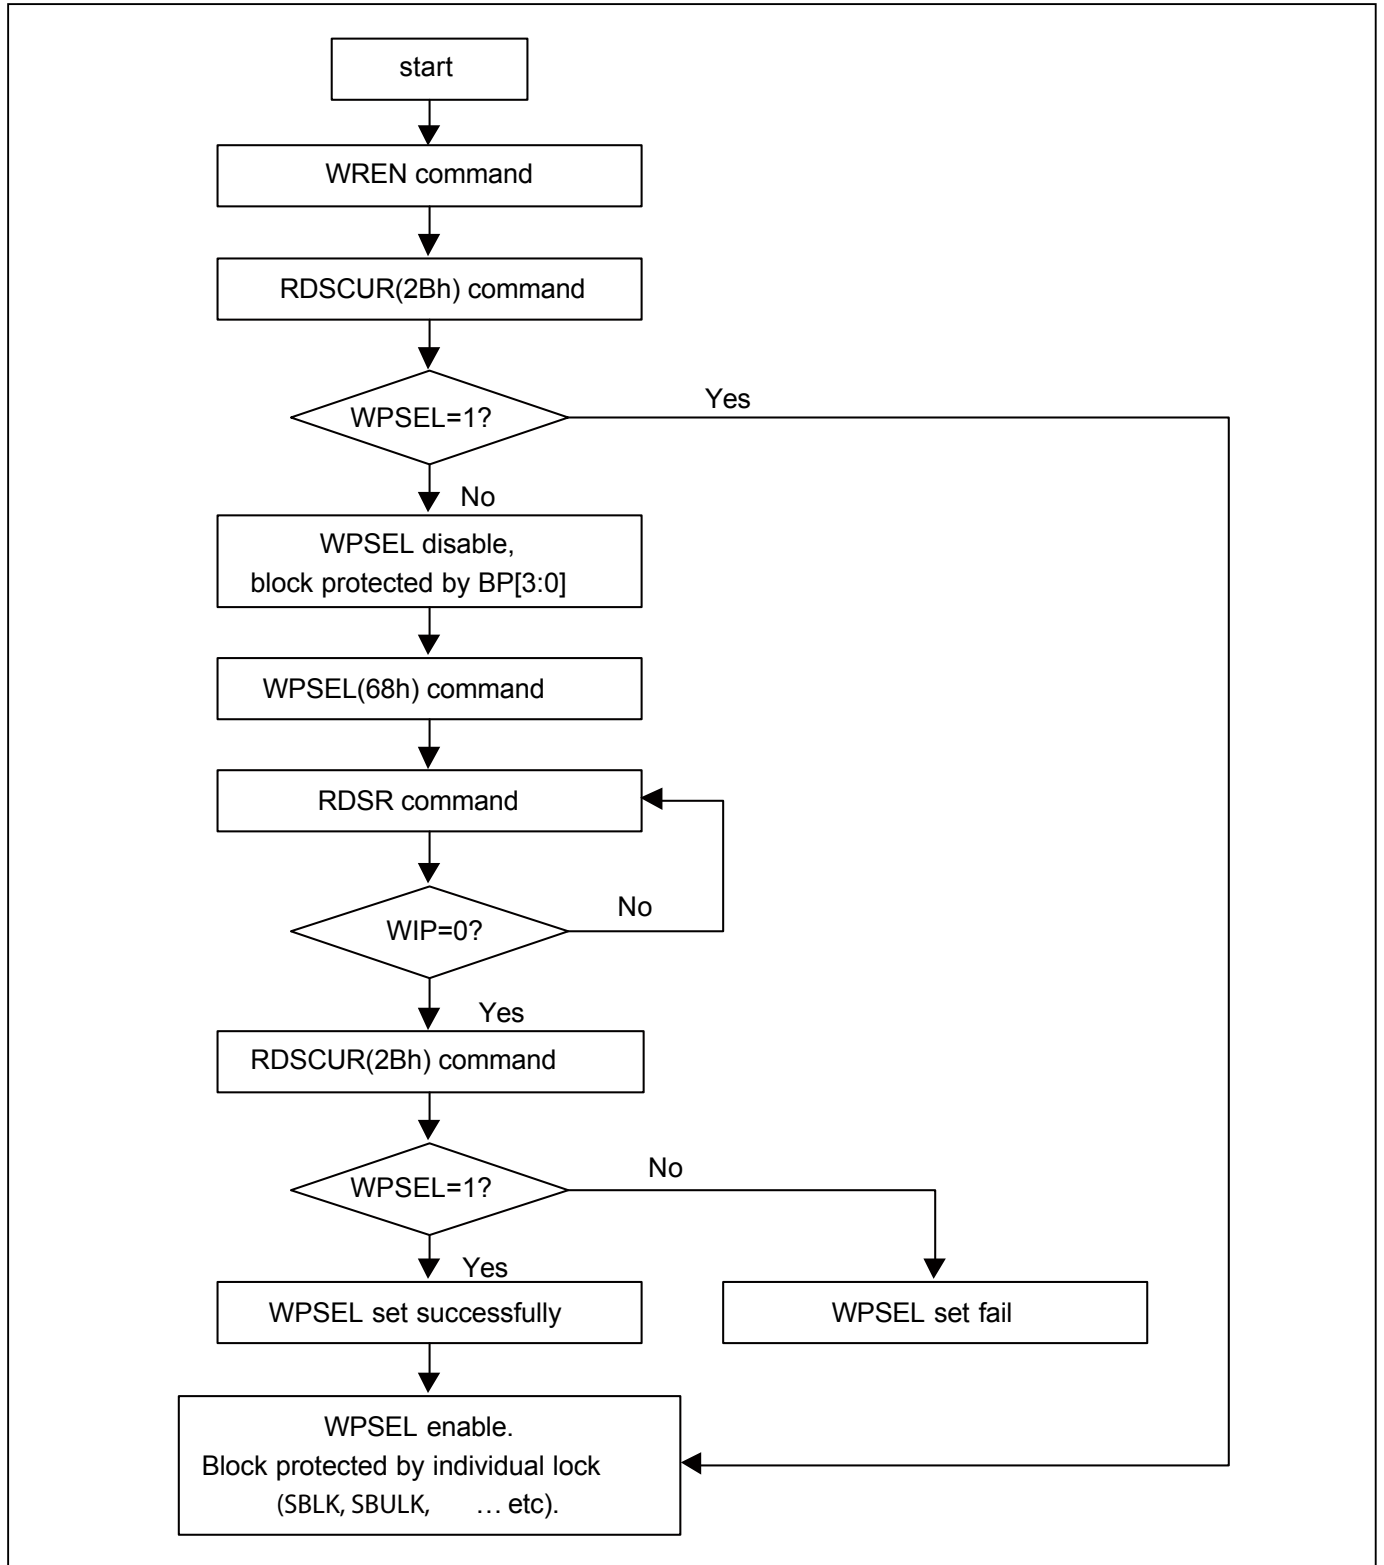 start
WREN command
RDSCUR(2Bh) command
WPSEL=1?
Yes
No
WPSEL disable,
block protected by BP[3:0]
WPSEL(68h) command
RDSR command
WIP=0?
No
Yes
RDSCUR(2Bh) command
WPSEL=1?
No
Yes
WPSEL set successfully
WPSEL set fail
WPSEL enable.
Block protected by individual lock
(SBLK, SBULK, … etc).